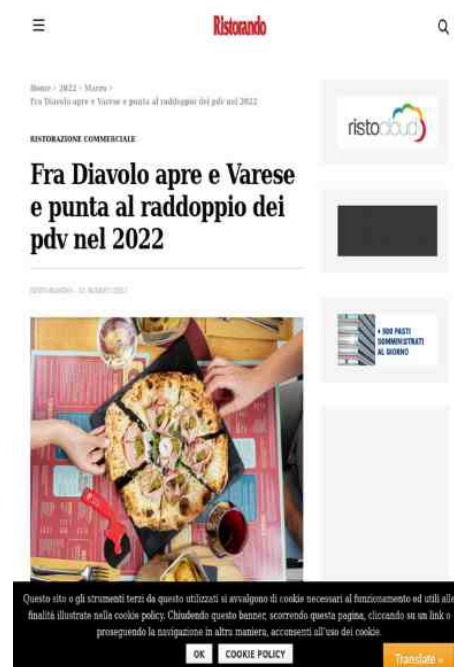 Ristorando
Home > 2022 > Marzo >
Fra Diavolo apre e Varese e punta al raddoppio dei pdv nel 2022
RISTORAZIONE COMMERCIALE
Fra Diavolo apre e Varese
e punta al raddoppio dei
pdv nel 2022
ristocloud
+ 500 PASTI
SOMMINISTRATI
AL GIORNO
Questo sito o gli strumenti terzi da questo utilizzati si avvalgono di cookie necessari al funzionamento ed utili alle
finalità illustrate nella cookie policy. Chiudendo questo banner, scorrendo questa pagina, cliccando su un link o
proseguendo la navigazione in altra maniera, acconsenti all'uso dei cookie.
OK COOKIE POLICY
Translate »